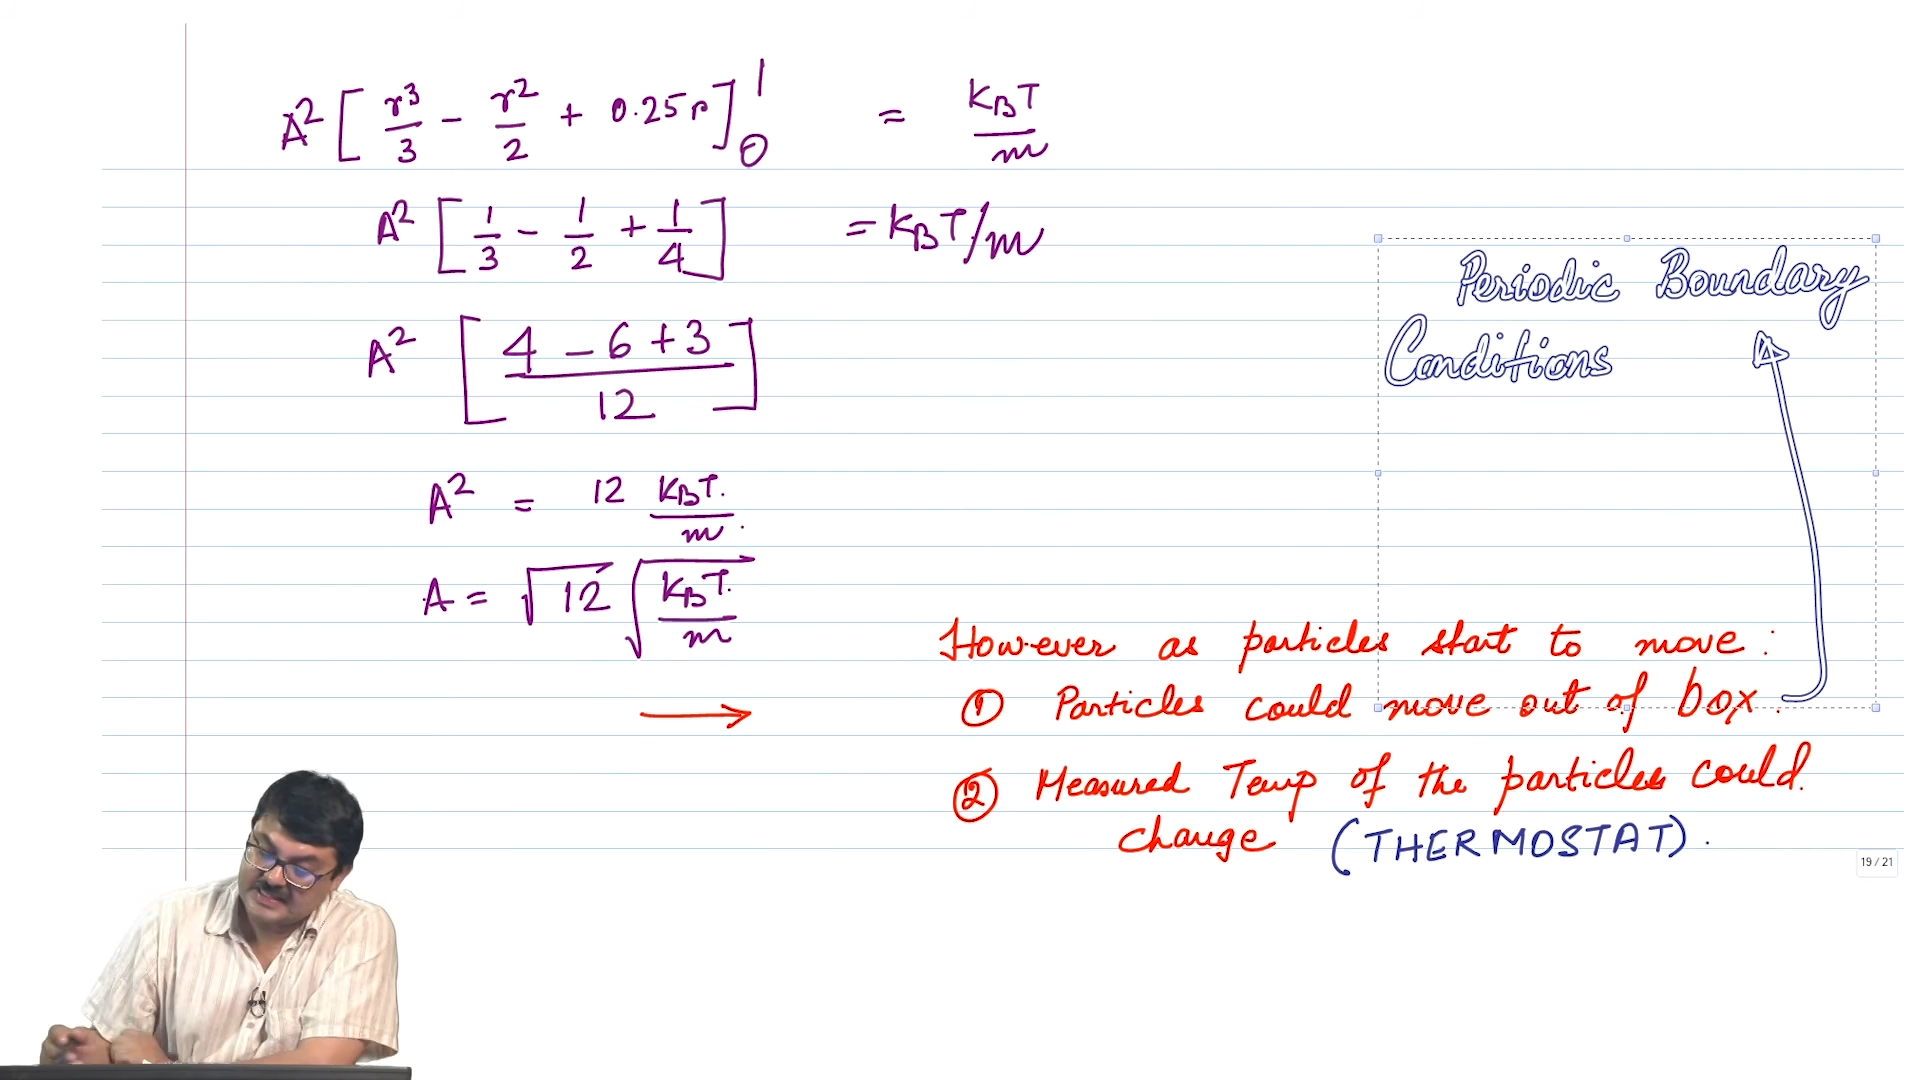 A² [ r³/3 - r²/2 + 0.25r ]₀¹ = K_BT/m
A² [ 1/3 - 1/2 + 1/4 ] = K_BT/m
A² [ (4 - 6 + 3)/12 ]
A² = 12 K_BT/m
A = √12 √(K_BT/m)
Periodic Boundary
Conditions
However as particles start to move :
① Particles could move out of box.
② Measured Temp of the particles could
change (THERMOSTAT).
19 / 21